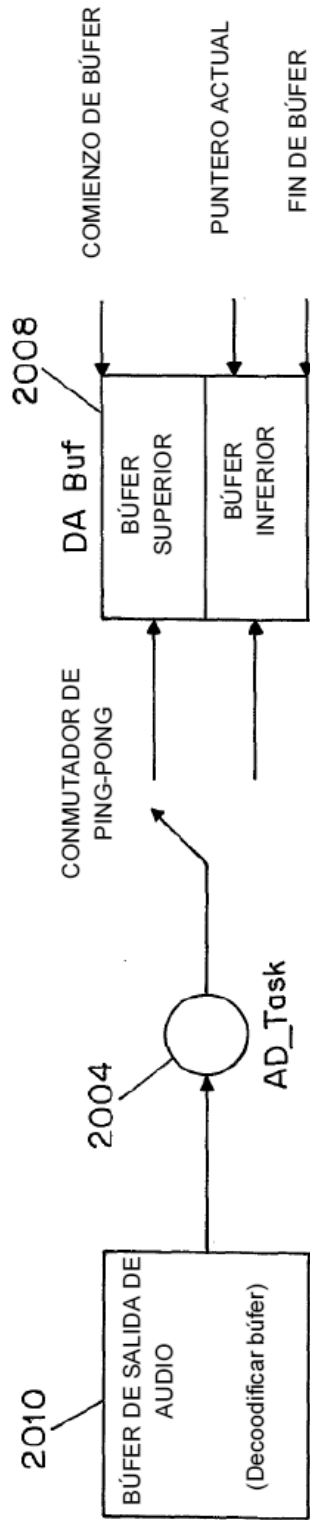 2010
BÚFER DE SALIDA DE
AUDIO
(Decoodificar búfer)
2004
AD_Task
CONMUTADOR DE
PING-PONG
DA Buf
2008
BÚFER
SUPERIOR
BÚFER
INFERIOR
COMIENZO DE BÚFER
PUNTERO ACTUAL
FIN DE BÚFER